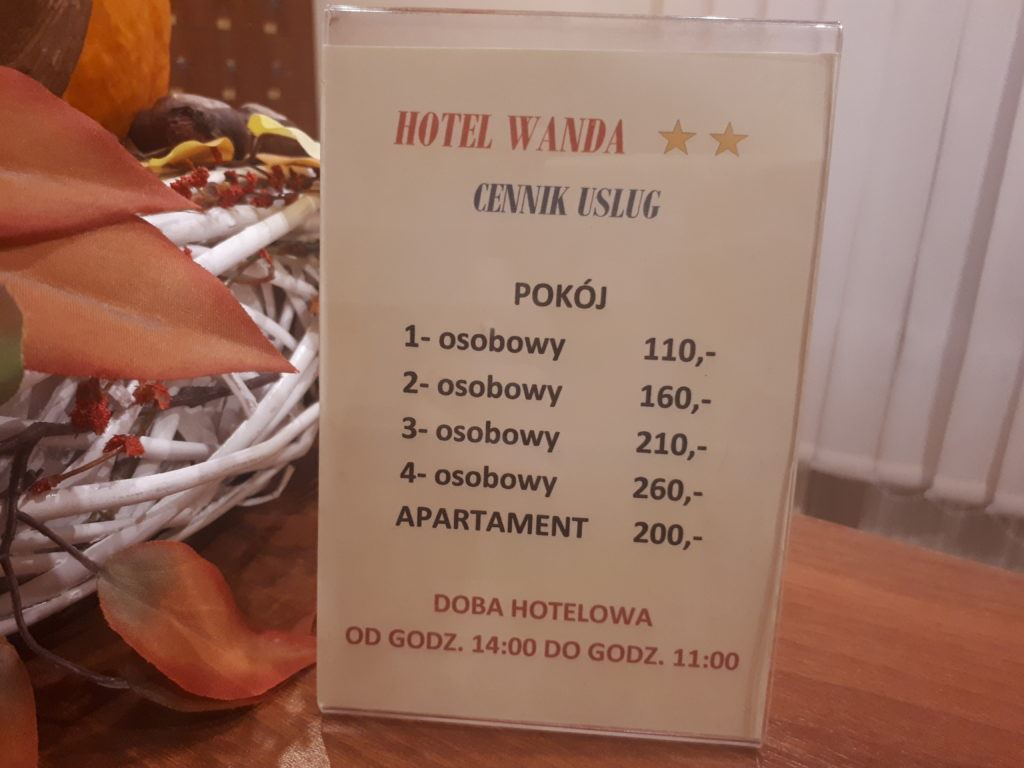 HOTEL WANDA
CENNIK USLUG
POKÓJ
1- osobowy 110,-
2- osobowy 160,-
3- osobowy 210,-
4- osobowy 260,-
APARTAMENT 200,-
DOBA HOTELOWA
OD GODZ. 14:00 DO GODZ. 11:00